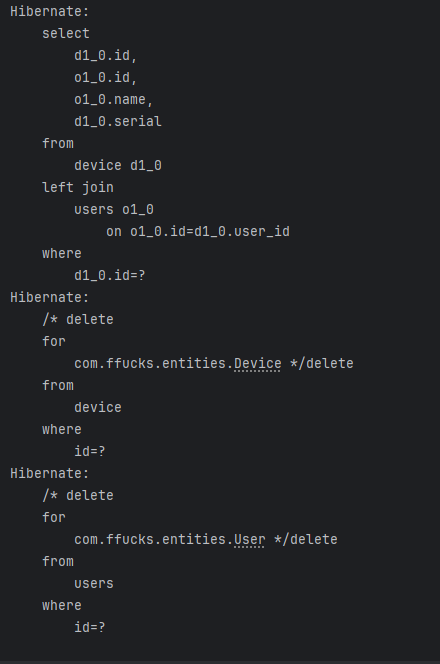 Hibernate:
    select
        d1_0.id,
        o1_0.id,
        o1_0.name,
        d1_0.serial
    from
        device d1_0
    left join
        users o1_0
            on o1_0.id=d1_0.user_id
    where
        d1_0.id=?
Hibernate:
    /* delete
    for
        com.ffucks.entities.Device */delete
    from
        device
    where
        id=?
Hibernate:
    /* delete
    for
        com.ffucks.entities.User */delete
    from
        users
    where
        id=?